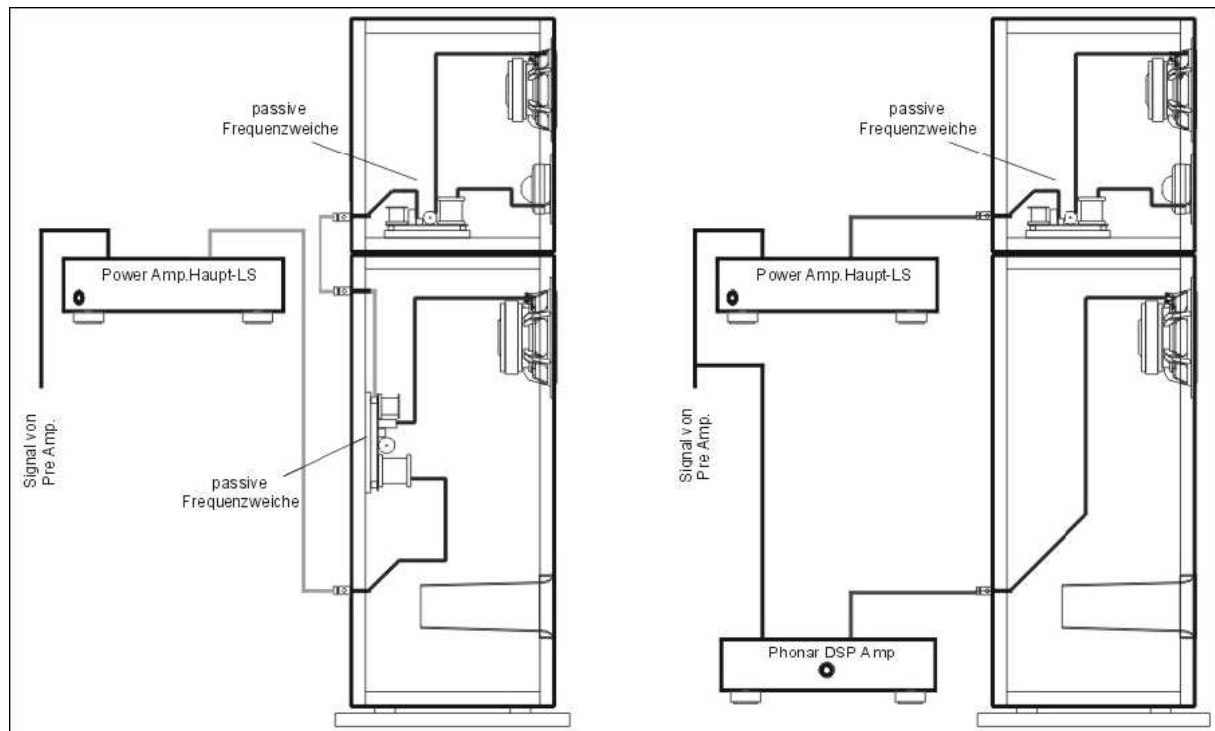 passive
Frequenzweiche
Power Amp.Haupt-LS
Signal von
Pre Amp.
passive
Frequenzweiche
passive
Frequenzweiche
Power Amp.Haupt-LS
Signal von
Pre Amp.
Phonar DSP Amp